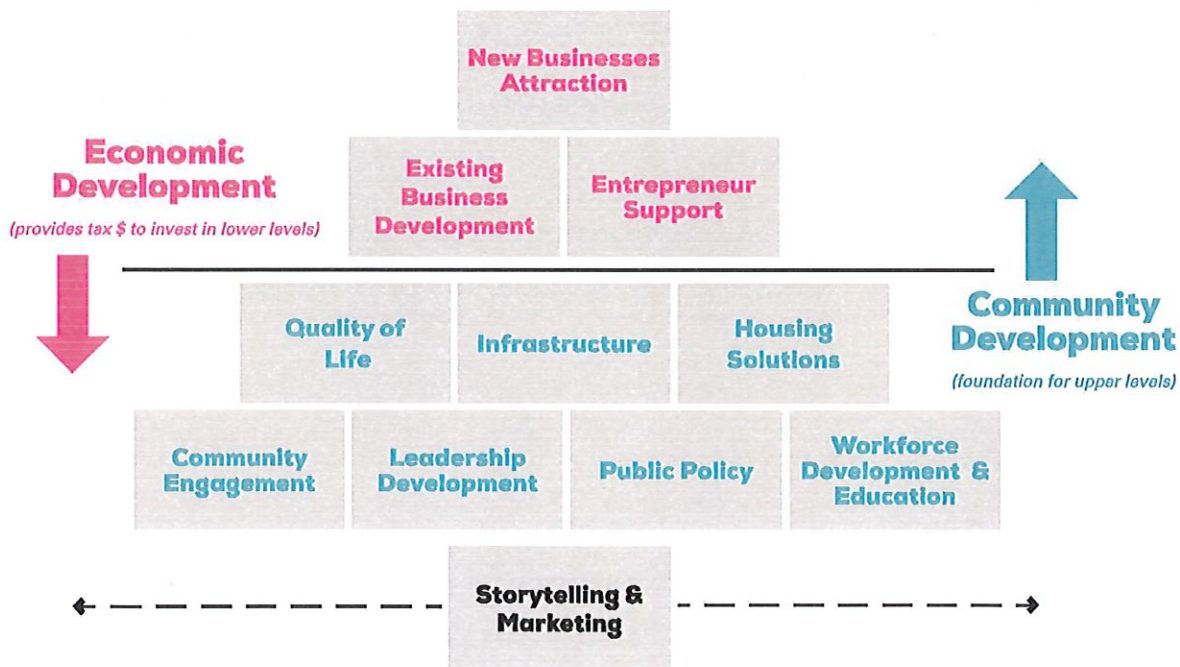 New Businesses
Attraction
Economic
Development
(provides tax $ to invest in lower levels)
Existing
Business
Development
Entrepreneur
Support
Quality of
Life
Infrastructure
Housing
Solutions
Community
Development
(foundation for upper levels)
Community
Engagement
Leadership
Development
Public Policy
Workforce
Development &
Education
Storytelling &
Marketing